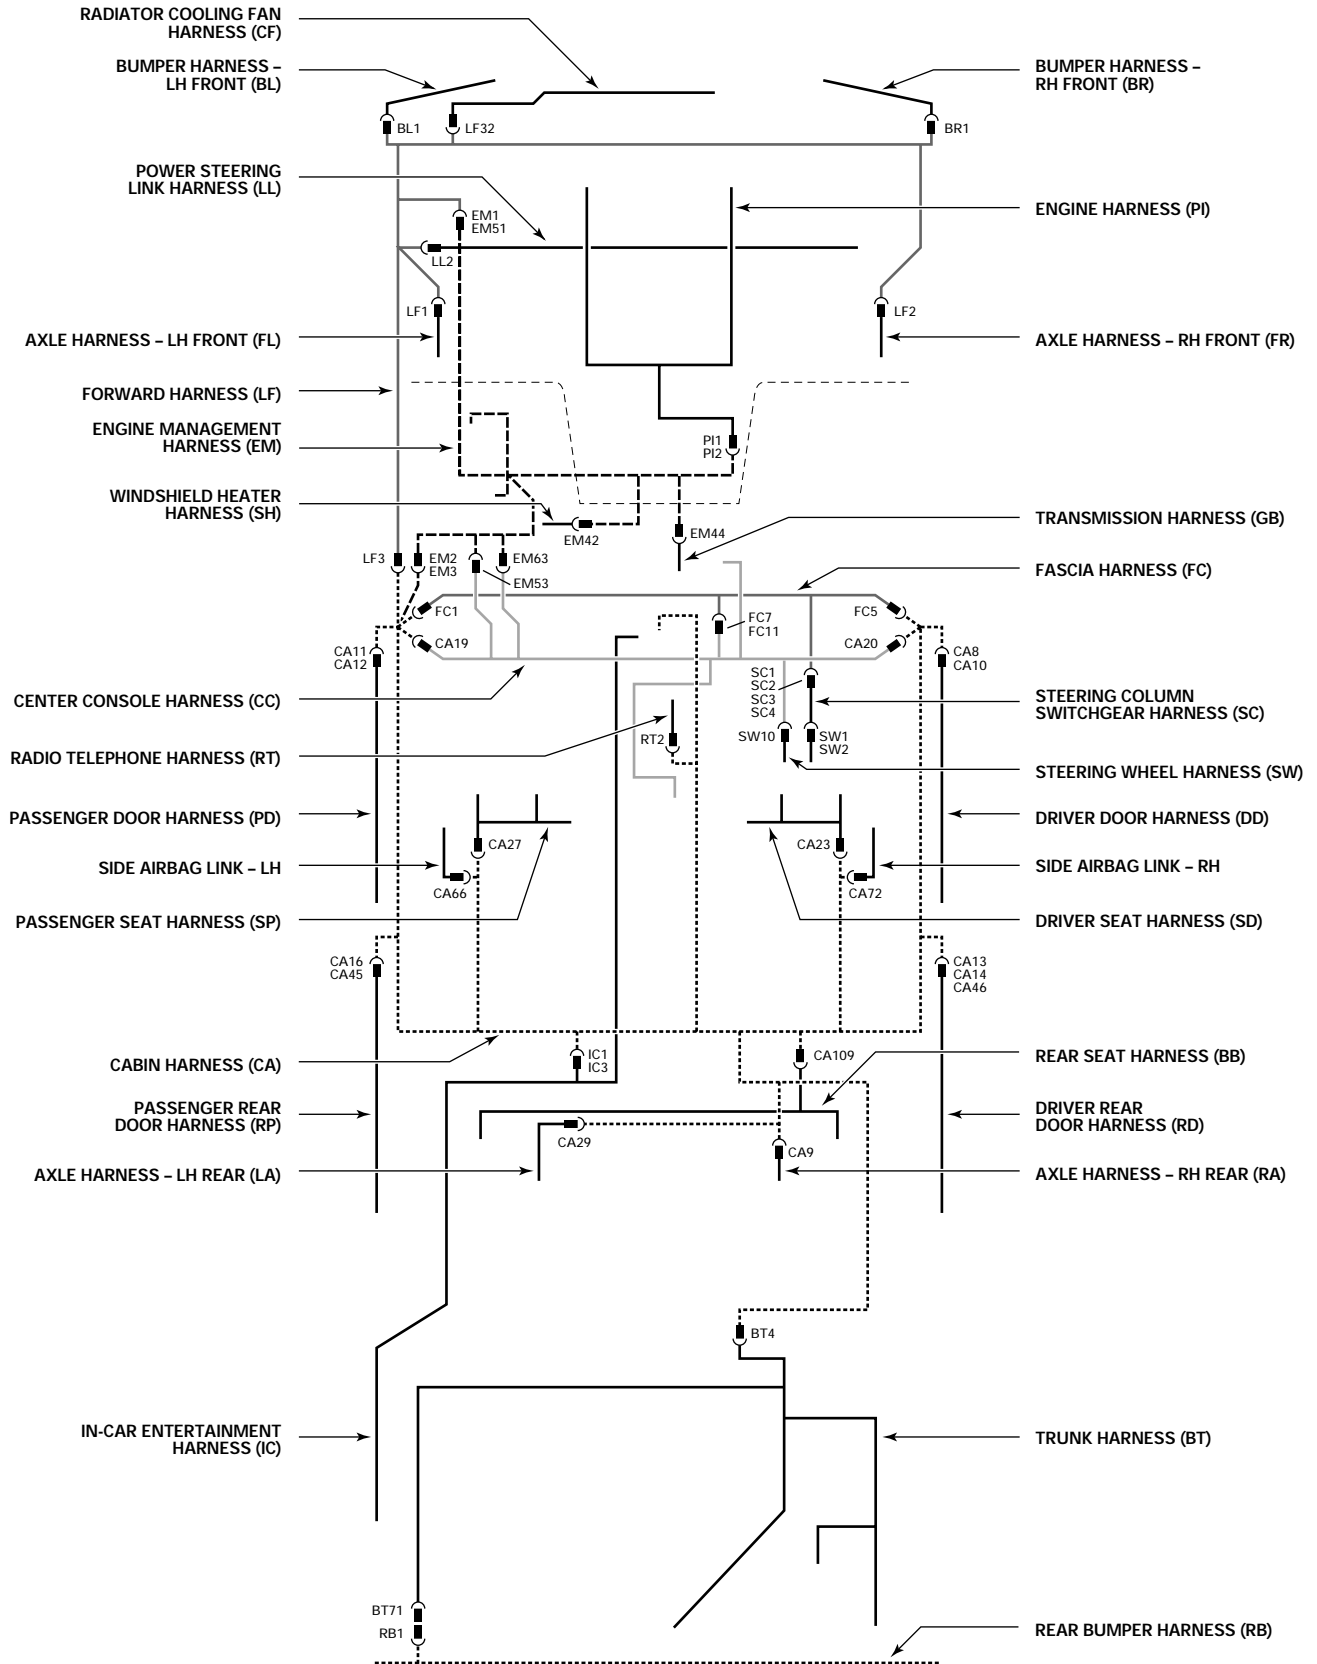 RADIATOR COOLING FAN
HARNESS (CF)
BUMPER HARNESS –
LH FRONT (BL)
BUMPER HARNESS –
RH FRONT (BR)
BL1
LF32
BR1
POWER STEERING
LINK HARNESS (LL)
ENGINE HARNESS (PI)
EM1
EM51
LL2
LF1
LF2
AXLE HARNESS – LH FRONT (FL)
AXLE HARNESS – RH FRONT (FR)
FORWARD HARNESS (LF)
ENGINE MANAGEMENT
HARNESS (EM)
PI1
PI2
WINDSHIELD HEATER
HARNESS (SH)
TRANSMISSION HARNESS (GB)
EM42
EM44
LF3
EM2
EM3
EM63
EM53
FASCIA HARNESS (FC)
FC1
FC7
FC11
FC5
CA11
CA12
CA19
CA20
CA8
CA10
CENTER CONSOLE HARNESS (CC)
SC1
SC2
SC3
SC4
STEERING COLUMN
SWITCHGEAR HARNESS (SC)
RADIO TELEPHONE HARNESS (RT)
RT2
SW10
SW1
SW2
STEERING WHEEL HARNESS (SW)
PASSENGER DOOR HARNESS (PD)
DRIVER DOOR HARNESS (DD)
CA27
CA23
SIDE AIRBAG LINK – LH
SIDE AIRBAG LINK – RH
CA66
CA72
PASSENGER SEAT HARNESS (SP)
DRIVER SEAT HARNESS (SD)
CA16
CA45
CA13
CA14
CA46
CABIN HARNESS (CA)
IC1
IC3
CA109
REAR SEAT HARNESS (BB)
PASSENGER REAR
DOOR HARNESS (RP)
DRIVER REAR
DOOR HARNESS (RD)
CA29
CA9
AXLE HARNESS – LH REAR (LA)
AXLE HARNESS – RH REAR (RA)
BT4
IN-CAR ENTERTAINMENT
HARNESS (IC)
TRUNK HARNESS (BT)
BT71
RB1
REAR BUMPER HARNESS (RB)